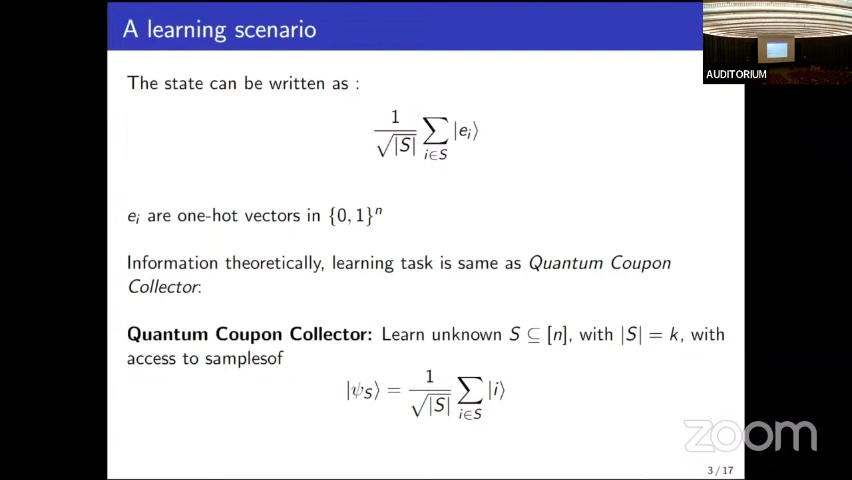 A learning scenario
AUDITORIUM
The state can be written as :
1
√|S| ∑ |e_i⟩
i∈S
e_i are one-hot vectors in {0, 1}^n
Information theoretically, learning task is same as Quantum Coupon
Collector:
Quantum Coupon Collector: Learn unknown S ⊆ [n], with |S| = k, with
access to samplesof
|ψ_S⟩ = 1/√|S| ∑_{i∈S} |i⟩
zoom
3 / 17